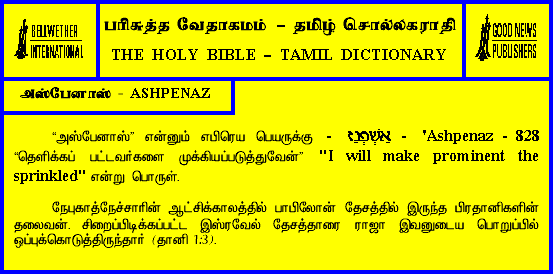 BELLWETHER
INTERNATIONAL
பரிசுத்த வேதாகமம் – தமிழ் சொல்லகராதி
THE HOLY BIBLE – TAMIL DICTIONARY
GOOD NEWS
PUBLISHERS
அஸ்பேனாஸ் - ASHPENAZ
“அஸ்பேனாஸ்” என்னும் எபிரெய பெயருக்கு - אַשְׁפְּנַז - 'Ashpenaz - 828
“தெளிக்கப் பட்டவர்களை முக்கியப்படுத்துவேன்” "I will make prominent the
sprinkled" என்று பொருள்.
நேபுகாத்நேச்சாரின் ஆட்சிக்காலத்தில் பாபிலோன் தேசத்தில் இருந்த பிரதானிகளின்
தலைவன். சிறைப்பிடிக்கப்பட்ட இஸ்ரவேல் தேசத்தாரை ராஜா இவனுடைய பொறுப்பில்
ஒப்புக்கொடுத்திருந்தார் (தானி 1:3).